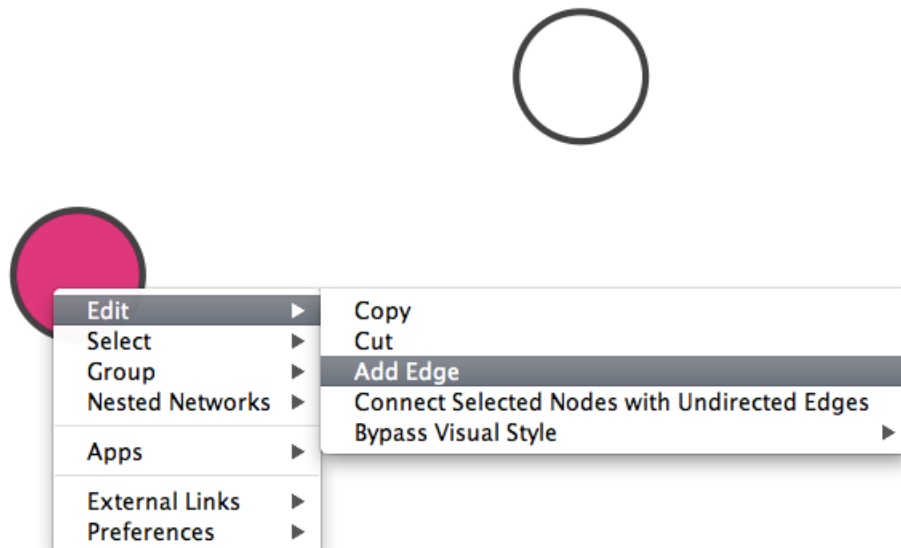 Edit
Select
Group
Nested Networks
Apps
External Links
Preferences
Copy
Cut
Add Edge
Connect Selected Nodes with Undirected Edges
Bypass Visual Style